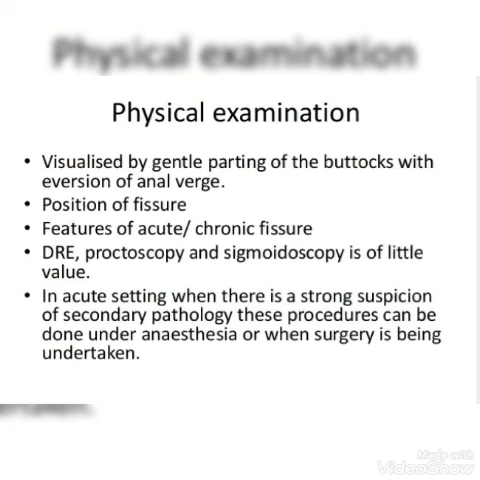 Physical examination
Physical examination
• Visualised by gentle parting of the buttocks with
eversion of anal verge.
• Position of fissure
• Features of acute/ chronic fissure
• DRE, proctoscopy and sigmoidoscopy is of little
value.
• In acute setting when there is a strong suspicion
of secondary pathology these procedures can be
done under anaesthesia or when surgery is being
undertaken.
undertaken.
Made with
VideoShow